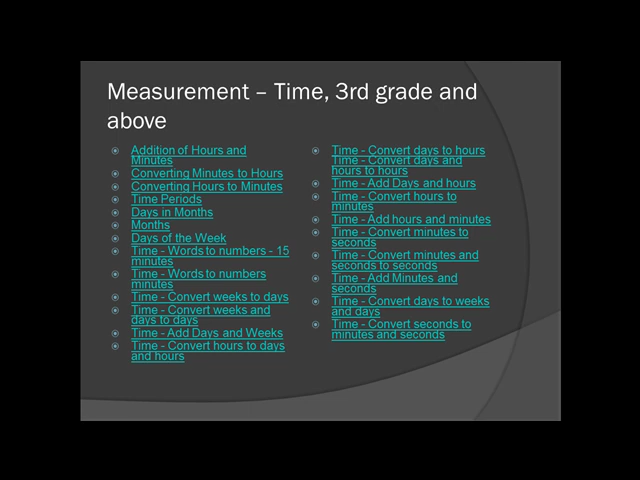 Measurement – Time, 3rd grade and
above
Addition of Hours and
Minutes
Converting Minutes to Hours
Converting Hours to Minutes
Time Periods
Days in Months
Months
Days of the Week
Time - Words to numbers - 15
minutes
Time - Words to numbers
minutes
Time - Convert weeks to days
Time - Convert weeks and
days to days
Time - Add Days and Weeks
Time - Convert hours to days
and hours
Time - Convert days to hours
Time - Convert days and
hours to hours
Time - Add Days and hours
Time - Convert hours to
minutes
Time - Add hours and minutes
Time - Convert minutes to
seconds
Time - Convert minutes and
seconds to seconds
Time - Add Minutes and
seconds
Time - Convert days to weeks
and days
Time - Convert seconds to
minutes and seconds